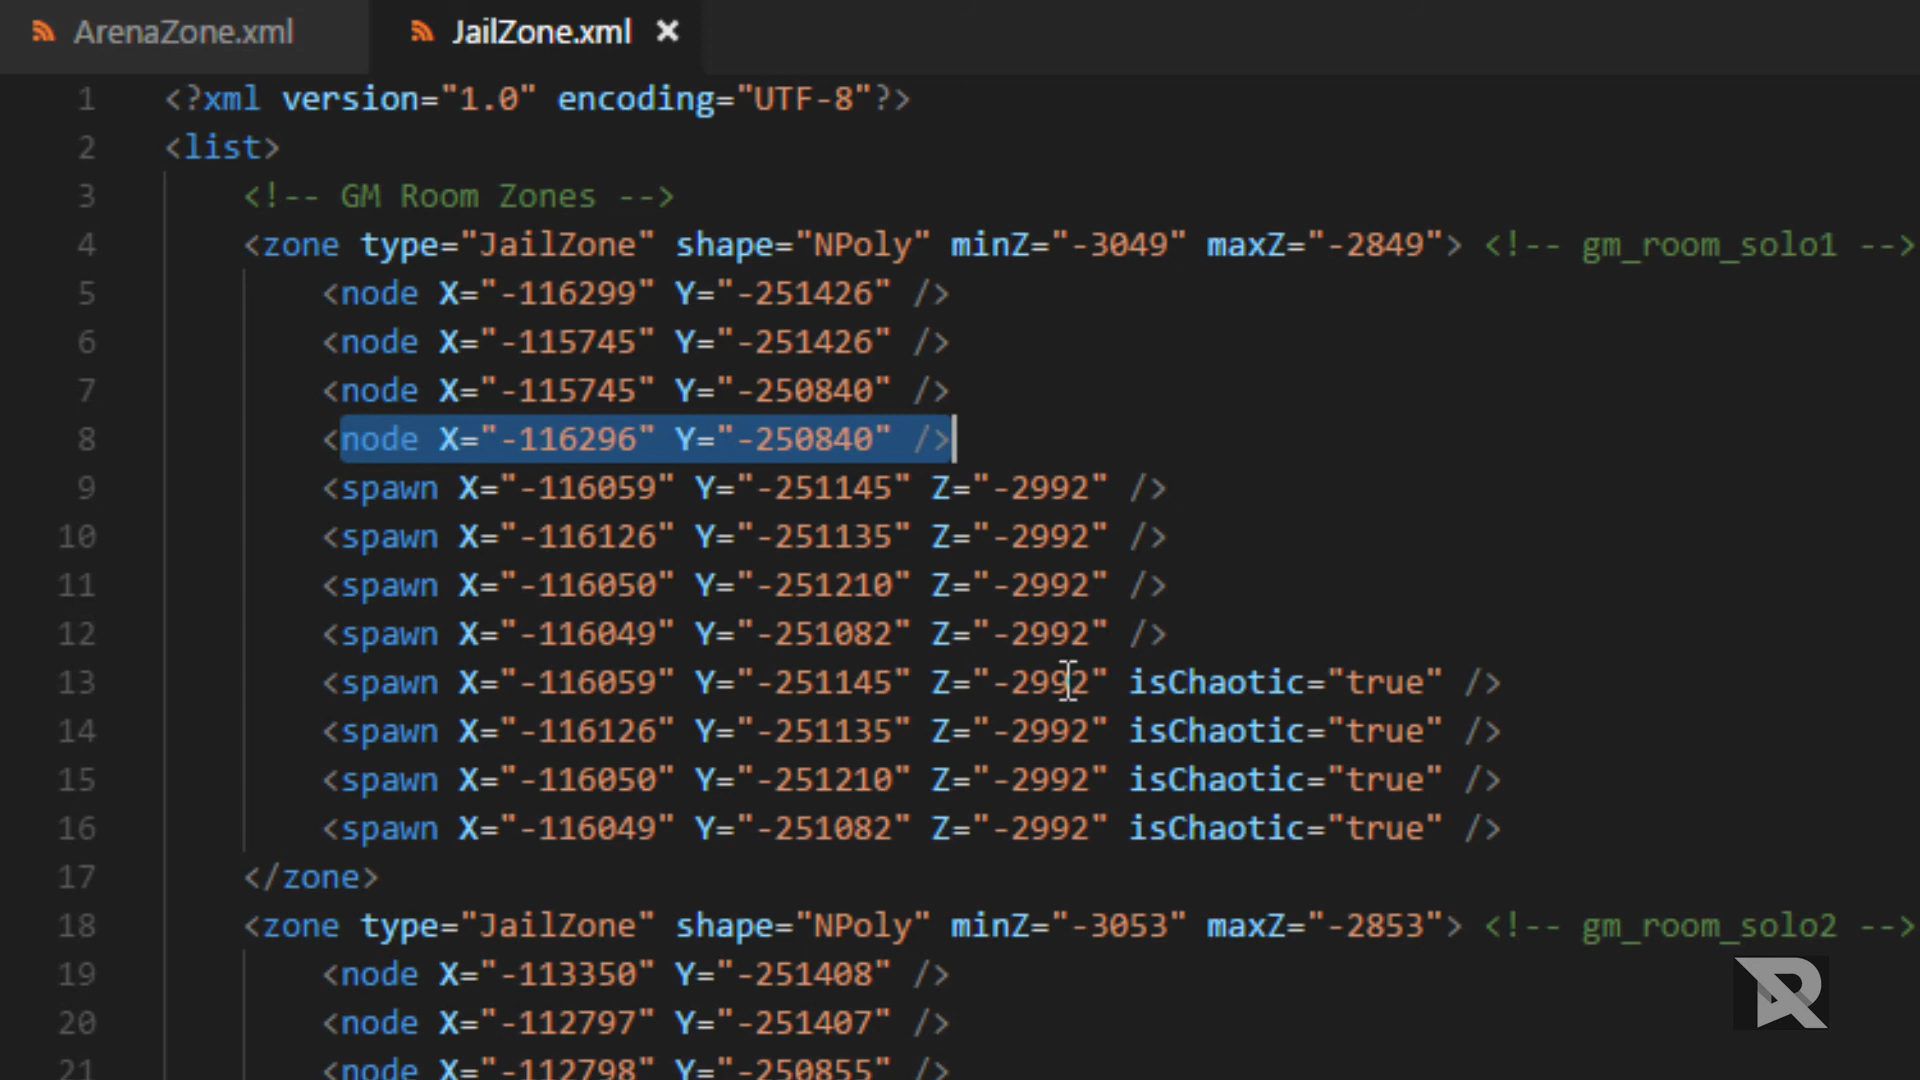 ArenaZone.xml JailZone.xml
1 <?xml version="1.0" encoding="UTF-8"?>
2 <list>
3 <!-- GM Room Zones -->
4 <zone type="JailZone" shape="NPoly" minZ="-3049" maxZ="-2849"> <!-- gm_room_solo1 -->
5 <node X="-116299" Y="-251426" />
6 <node X="-115745" Y="-251426" />
7 <node X="-115745" Y="-250840" />
8 <node X="-116296" Y="-250840" />
9 <spawn X="-116059" Y="-251145" Z="-2992" />
10 <spawn X="-116126" Y="-251135" Z="-2992" />
11 <spawn X="-116050" Y="-251210" Z="-2992" />
12 <spawn X="-116049" Y="-251082" Z="-2992" />
13 <spawn X="-116059" Y="-251145" Z="-2992" isChaotic="true" />
14 <spawn X="-116126" Y="-251135" Z="-2992" isChaotic="true" />
15 <spawn X="-116050" Y="-251210" Z="-2992" isChaotic="true" />
16 <spawn X="-116049" Y="-251082" Z="-2992" isChaotic="true" />
17 </zone>
18 <zone type="JailZone" shape="NPoly" minZ="-3053" maxZ="-2853"> <!-- gm_room_solo2 -->
19 <node X="-113350" Y="-251408" />
20 <node X="-112797" Y="-251407" />
21 <node X="-112798" Y="-250855" />